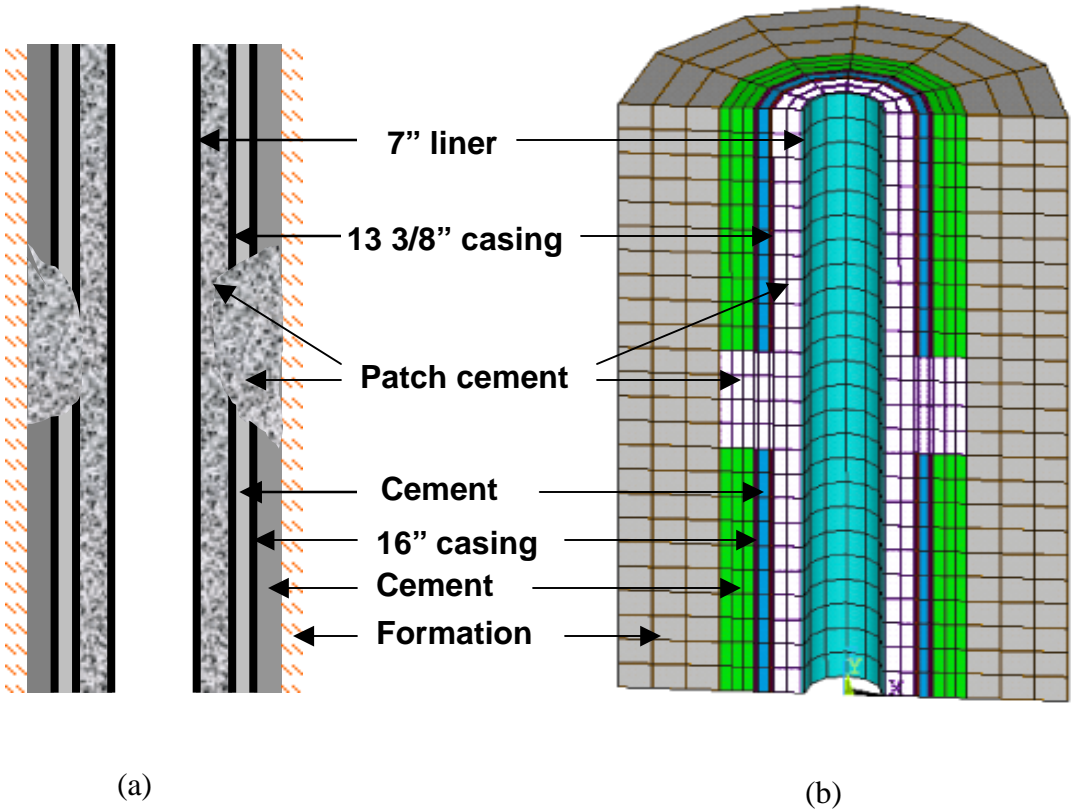 7” liner
13 3/8” casing
Patch cement
Cement
16” casing
Cement
Formation
Y
X
(a)
(b)